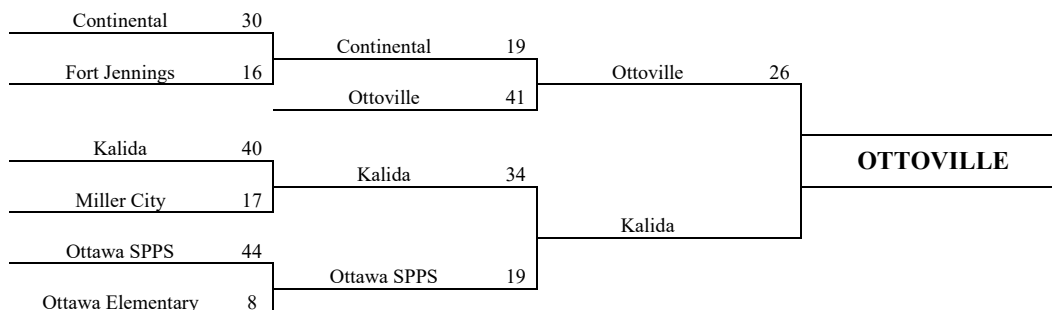 Continental 30
Continental 19
Fort Jennings 16
Ottoville 26
Ottoville 41
Kalida 40
OTTOVILLE
Kalida 34
Miller City 17
Kalida
Ottawa SPPS 44
Ottawa SPPS 19
Ottawa Elementary 8